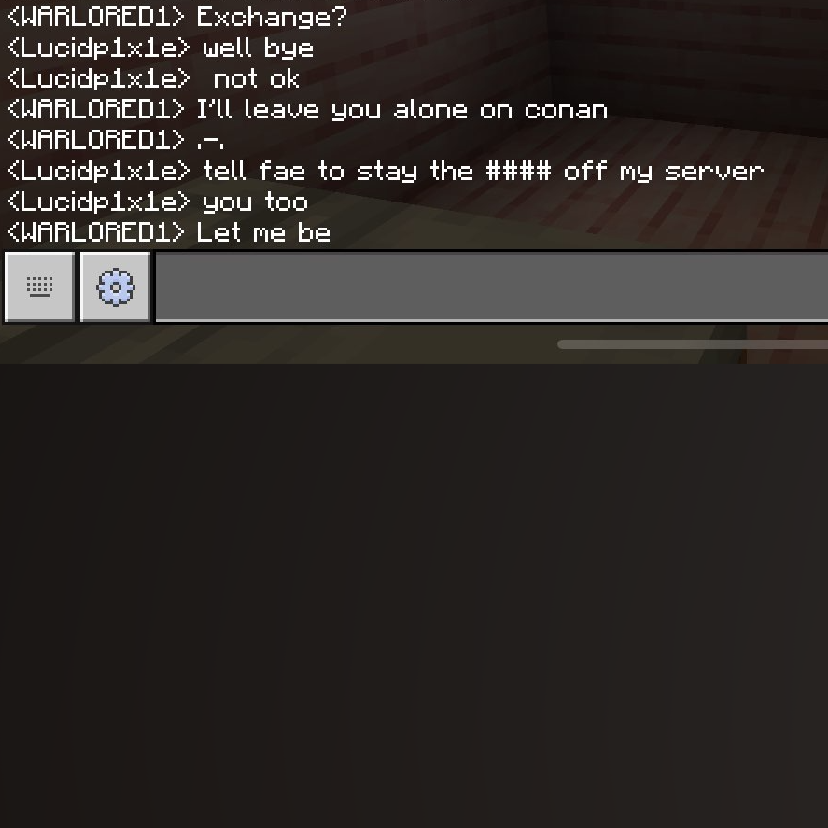 <WARLORED1> Exchange?
<Lucidp1x1e> well bye
<Lucidp1x1e>  not ok
<WARLORED1> I'll leave you alone on conan
<WARLORED1> .-.
<Lucidp1x1e> tell fae to stay the #### off my server
<Lucidp1x1e> you too
<WARLORED1> Let me be